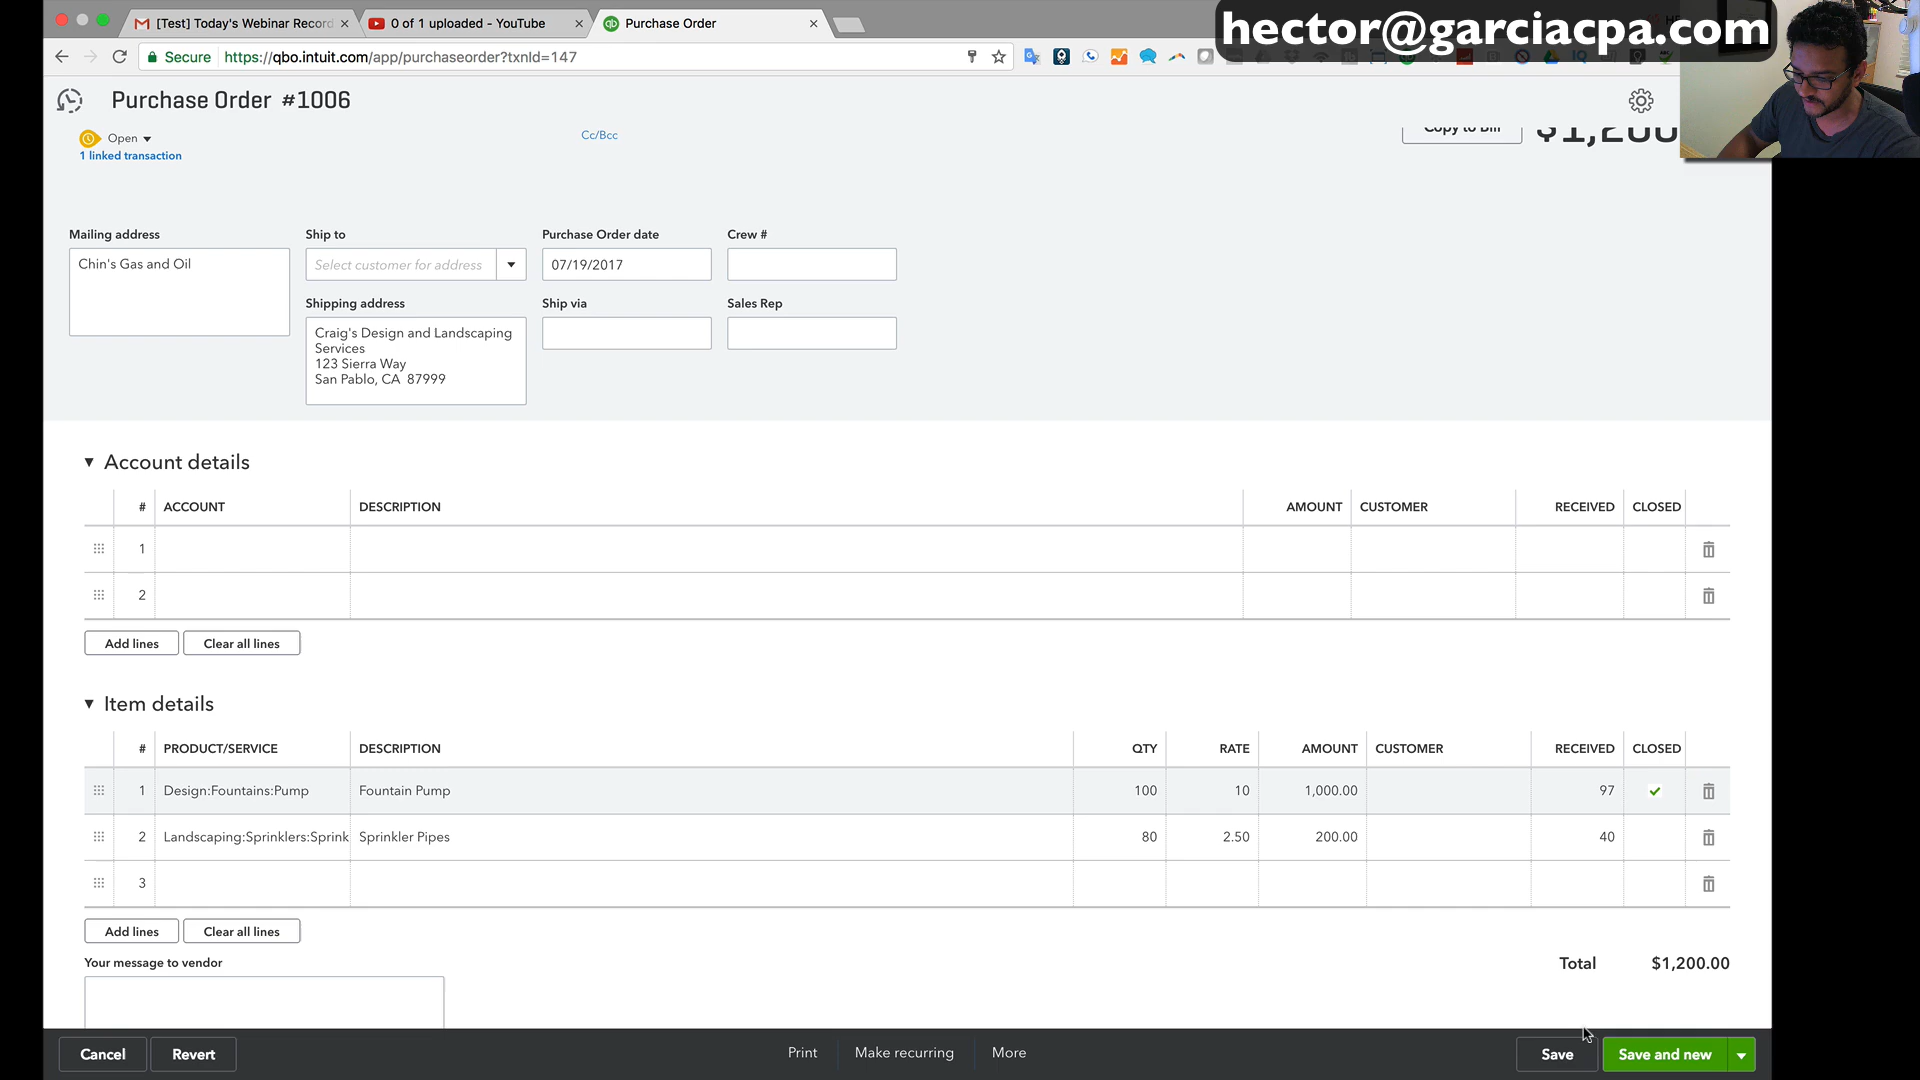 [Test] Today's Webinar Record
0 of 1 uploaded - YouTube
Purchase Order
hector@garciacpa.com
Secure
https://qbo.intuit.com/app/purchaseorder?txnId=147
Purchase Order #1006
Open
1 linked transaction
Cc/Bcc
Copy to Bill
$1,200
Mailing address
Ship to
Purchase Order date
Crew #
Chin's Gas and Oil
Select customer for address
07/19/2017
Shipping address
Ship via
Sales Rep
Craig's Design and Landscaping
Services
123 Sierra Way
San Pablo, CA 87999
Account details
# ACCOUNT DESCRIPTION AMOUNT CUSTOMER RECEIVED CLOSED
1
2
Add lines Clear all lines
Item details
# PRODUCT/SERVICE DESCRIPTION QTY RATE AMOUNT CUSTOMER RECEIVED CLOSED
1 Design:Fountains:Pump Fountain Pump 100 10 1,000.00 97
2 Landscaping:Sprinklers:Sprink Sprinkler Pipes 80 2.50 200.00 40
3
Add lines Clear all lines
Your message to vendor
Total $1,200.00
Cancel Revert Print Make recurring More Save Save and new